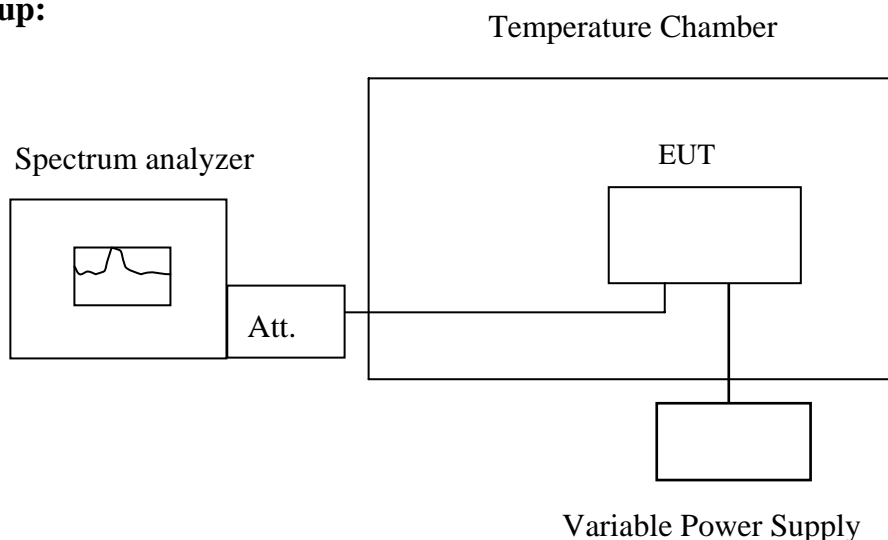 up:
Temperature Chamber
Spectrum analyzer
EUT
Att.
Variable Power Supply